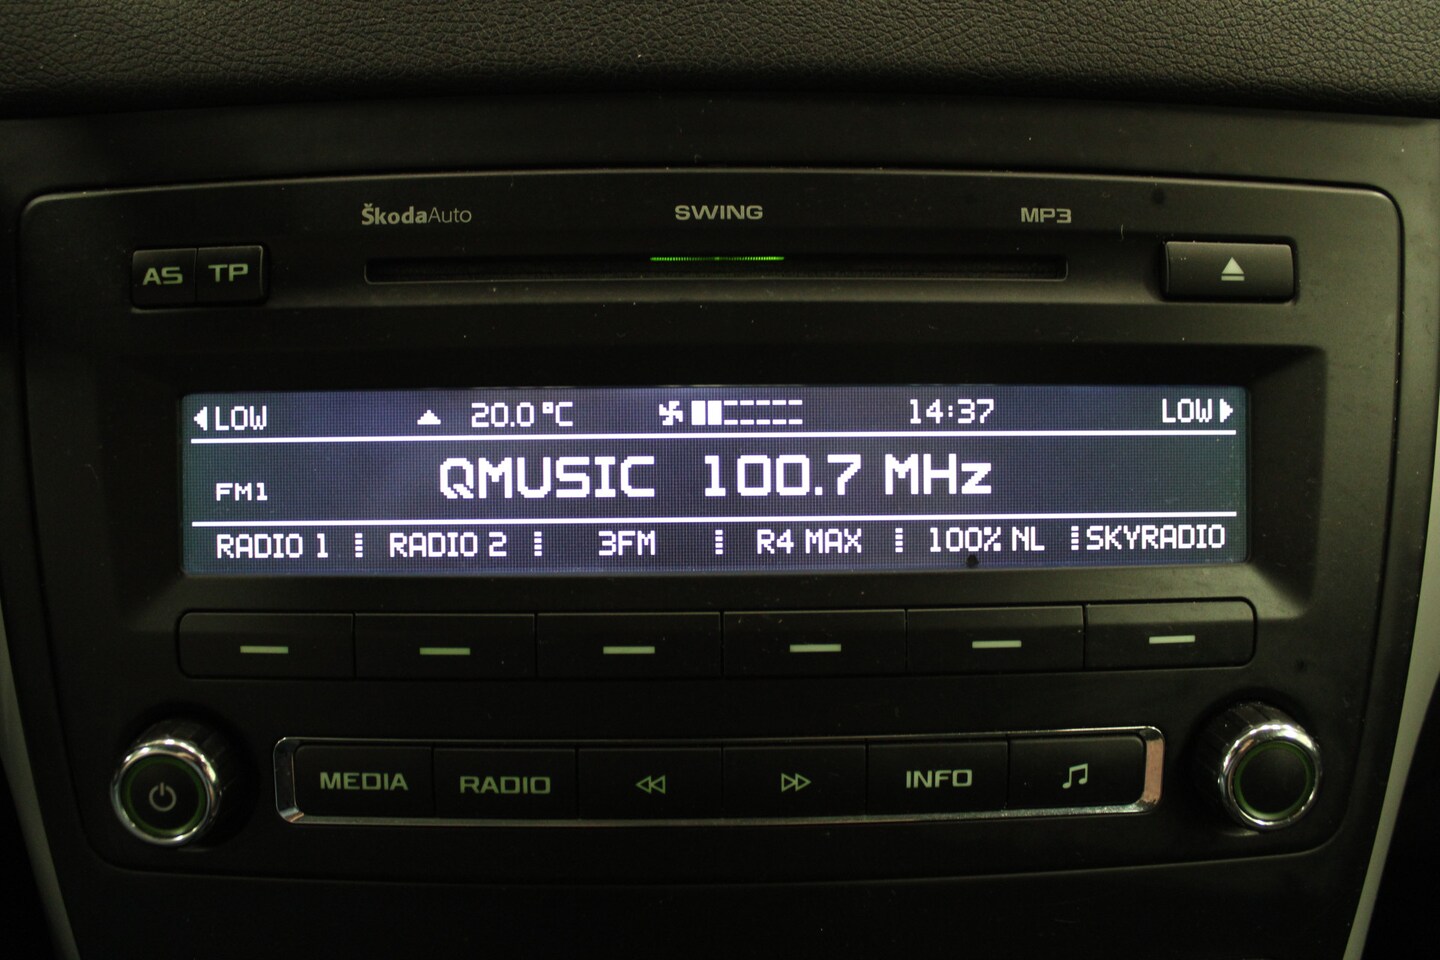 ŠkodaAuto SWING MP3
AS TP
LOW 20.0°C 14:37 LOW
FM1 QMUSIC 100.7 MHz
RADIO 1 RADIO 2 3FM R4 MAX 100% NL SKYRADIO
MEDIA RADIO INFO